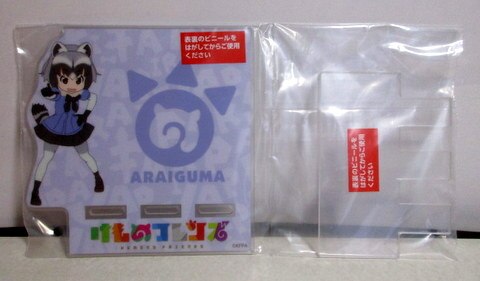 表面のビニールを
はがしてからご使用
ください
ARAIGUMA
けものフレンズ
KEMONO FRIENDS
©KFPA
表面のビニールを
はがしてからご使用
ください